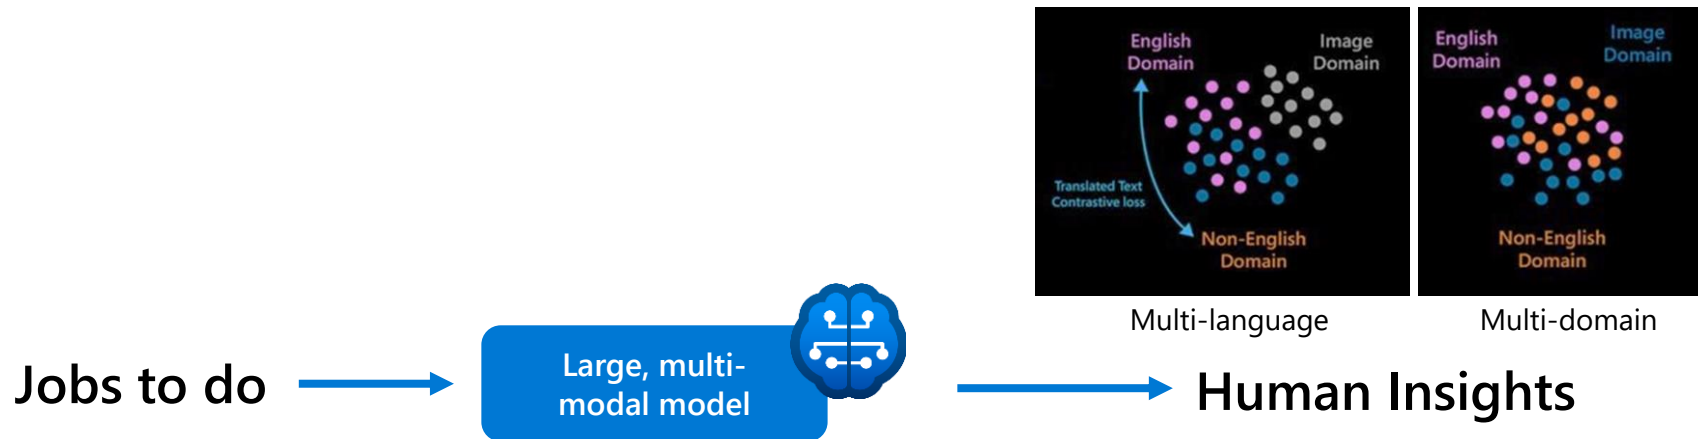 English
Domain
Image
Domain
Translated Text
Contrastive loss
Non-English
Domain
English
Domain
Image
Domain
Non-English
Domain
Multi-language
Multi-domain
Jobs to do
Large, multi-
modal model
Human Insights